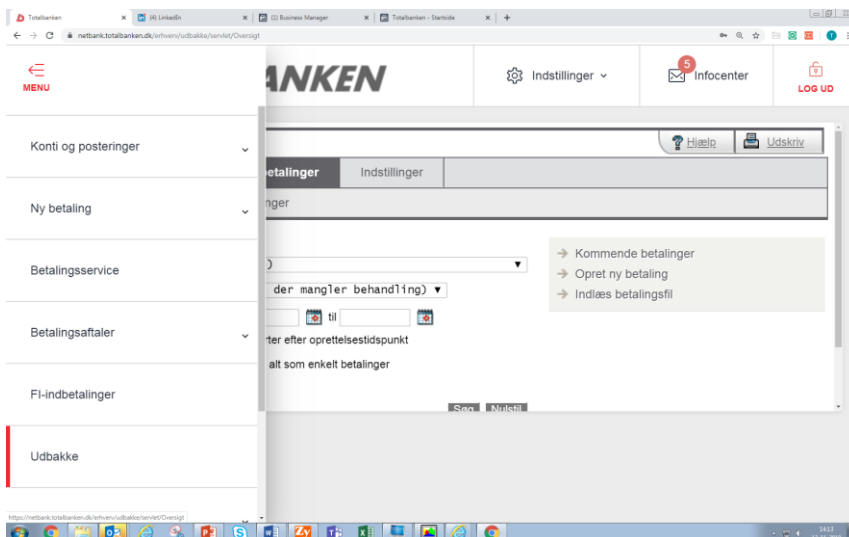 Totalbanken
(4) LinkedIn
(1) Business Manager
Totalbanken - Startside
netbank.totalbanken.dk/erhverv/udbakke/servlet/Oversigt
MENU
ANKEN
Indstillinger
5
Infocenter
LOG UD
Konti og posteringer
Ny betaling
Betalingsservice
Betalingsaftaler
FI-indbetalinger
Udbakke
Hjælp
Udskriv
etalinger
Indstillinger
nger
)
der mangler behandling)
til
rter efter oprettelsestidspunkt
alt som enkelt betalinger
Søg
Nulstil
Kommende betalinger
Opret ny betaling
Indlæs betalingsfil
https://netbank.totalbanken.dk/erhverv/udbakke/servlet/Oversigt
14:13